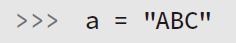 >>> a = "ABC"